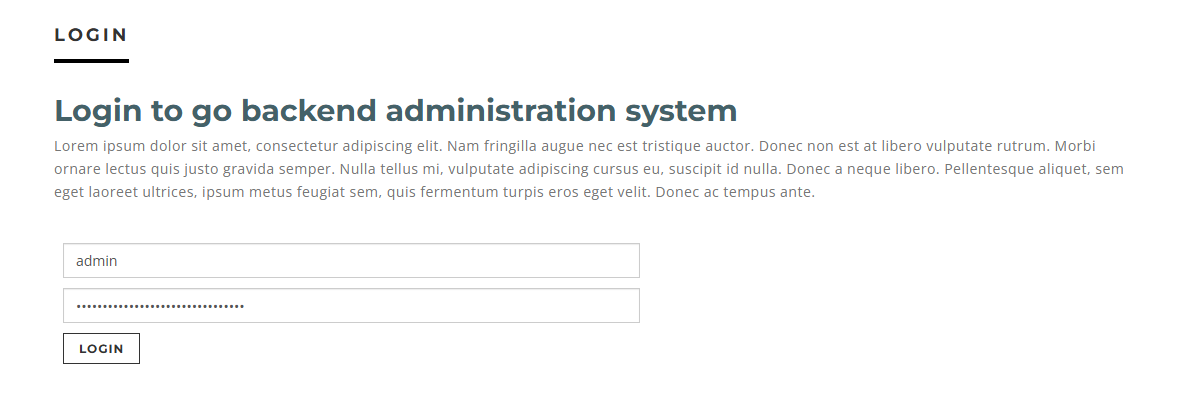 LOGIN
Login to go backend administration system
Lorem ipsum dolor sit amet, consectetur adipiscing elit. Nam fringilla augue nec est tristique auctor. Donec non est at libero vulputate rutrum. Morbi
ornare lectus quis justo gravida semper. Nulla tellus mi, vulputate adipiscing cursus eu, suscipit id nulla. Donec a neque libero. Pellentesque aliquet, sem
eget laoreet ultrices, ipsum metus feugiat sem, quis fermentum turpis eros eget velit. Donec ac tempus ante.
admin
LOGIN